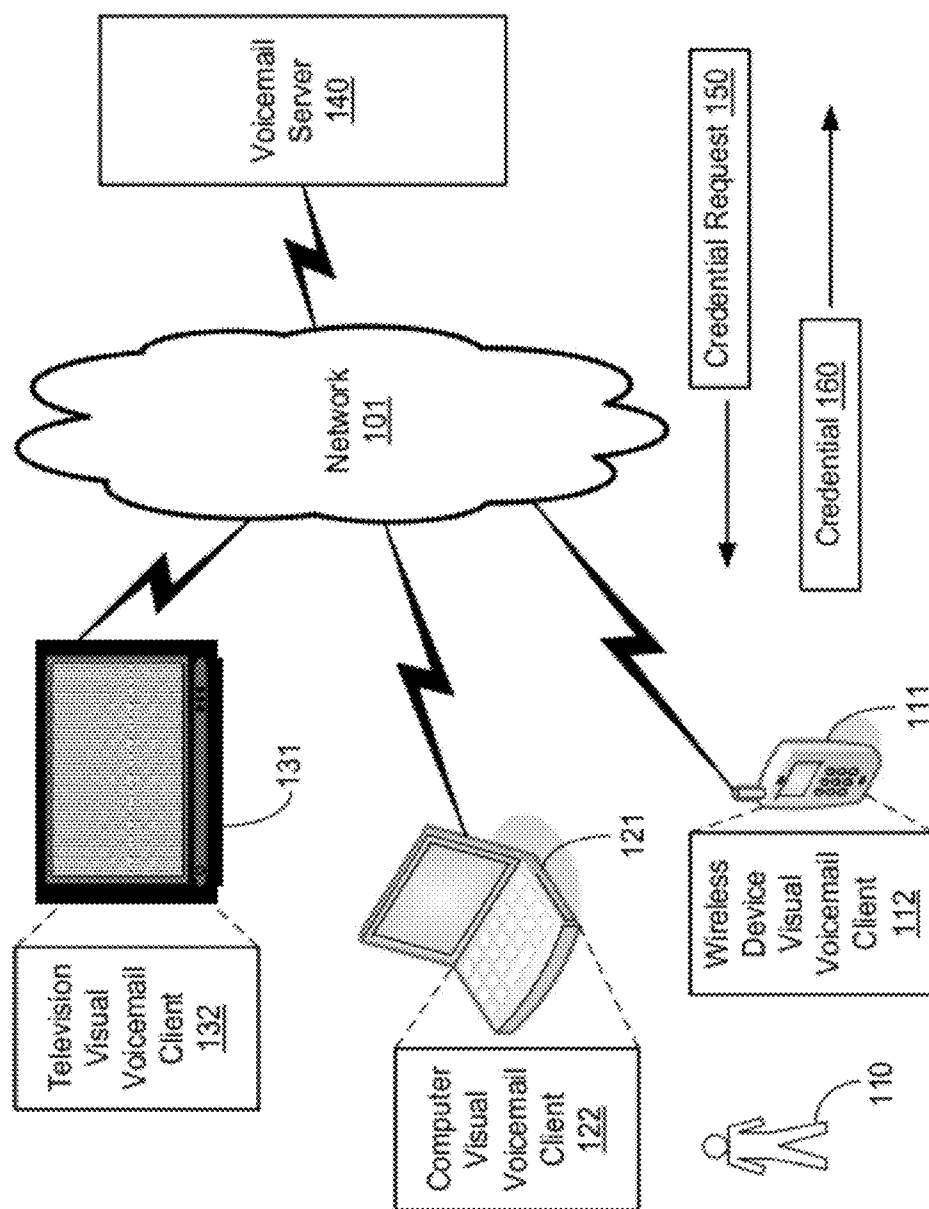 Television
Visual
Voicemail
Client
132
131
Computer
Visual
Voicemail
Client
122
121
110
Wireless
Device
Visual
Voicemail
Client
112
111
Network
101
Voicemail
Server
140
Credential Request 150
Credential 160